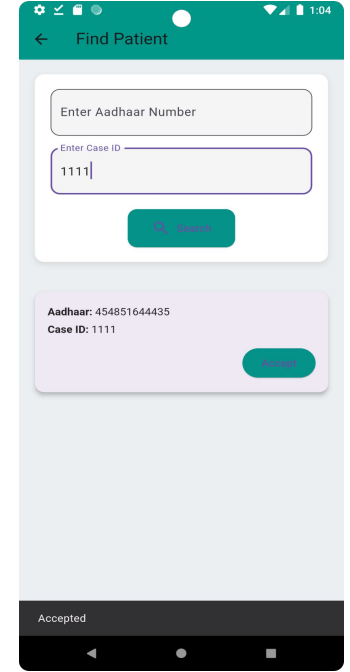 1:04
Find Patient
Enter Aadhaar Number
Enter Case ID
1111
Search
Aadhaar: 454851644435
Case ID: 1111
Accept
Accepted